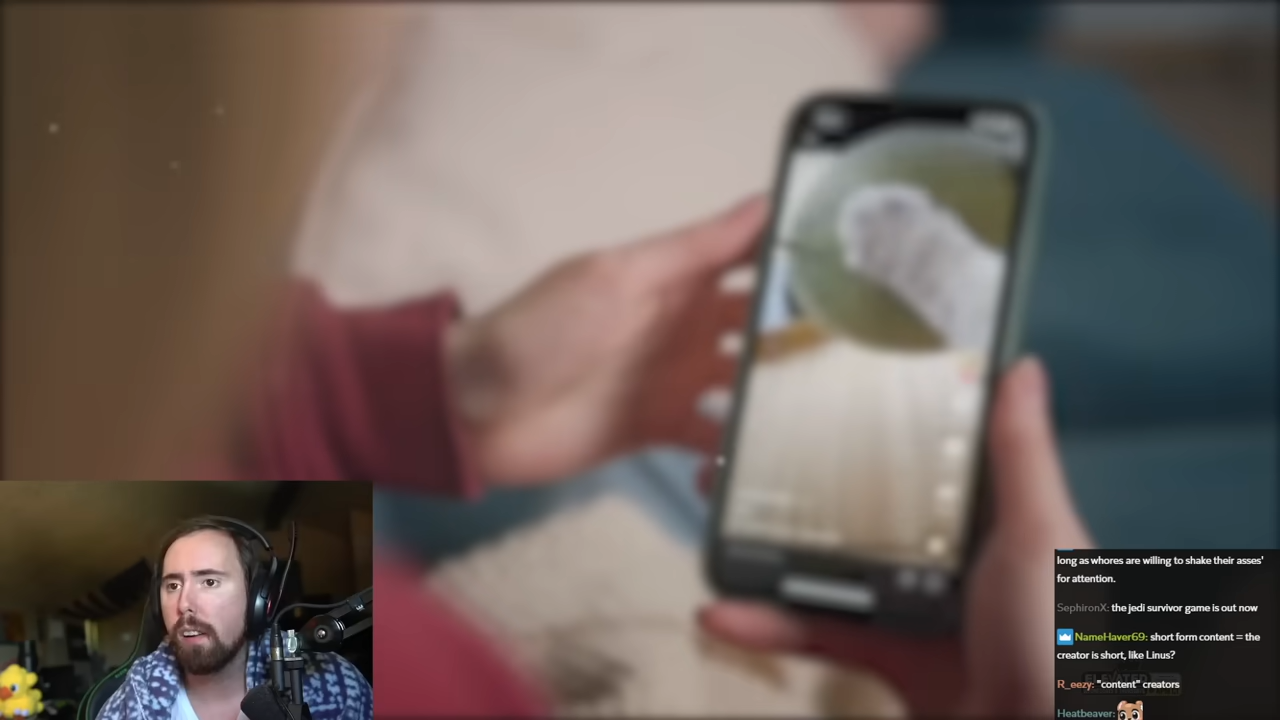 long as whores are willing to shake their asses'
for attention.
SephironX: the jedi survivor game is out now
NameHaver69: short form content = the
creator is short, like Linus?
R_eezy: "content" creators
Heatbeaver: